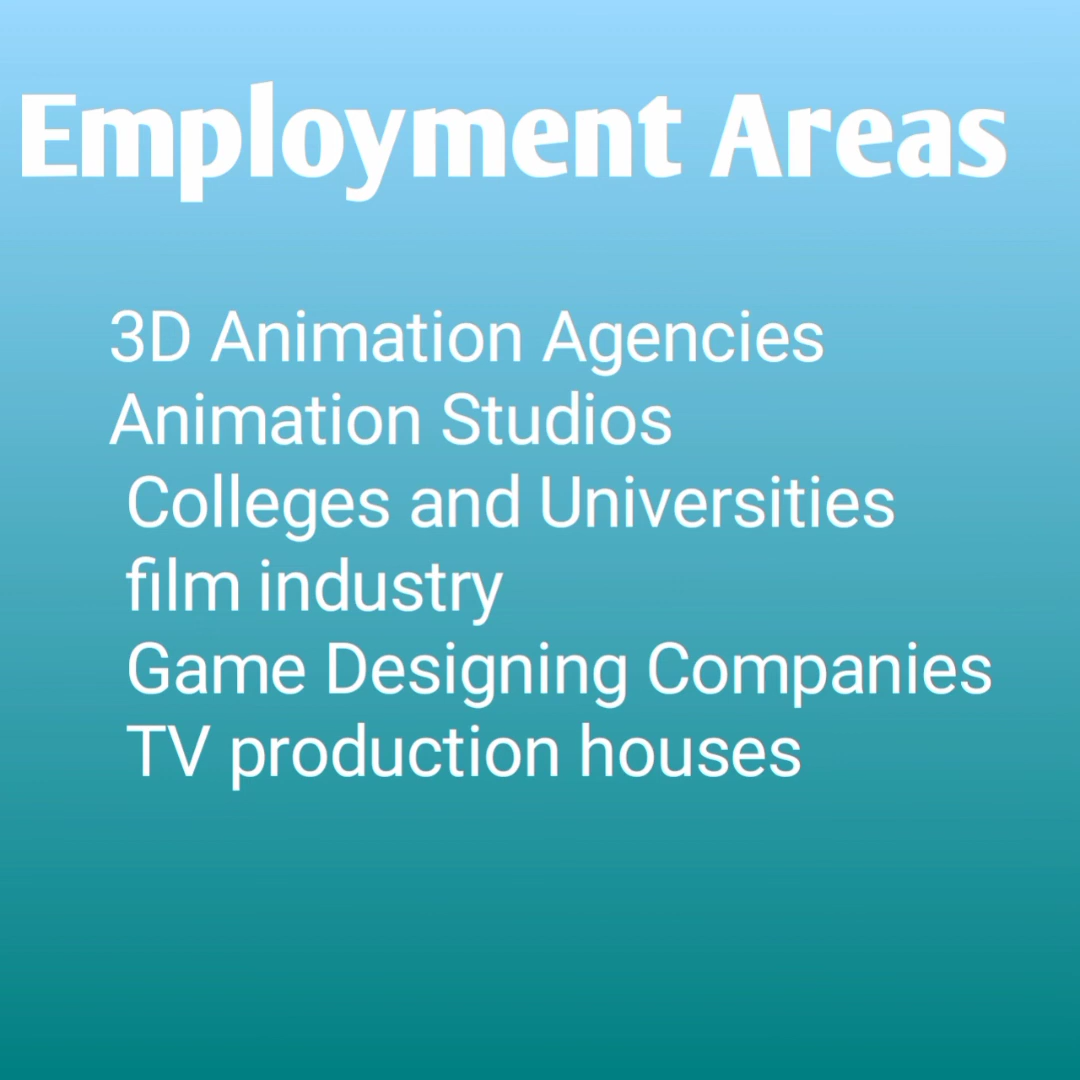 Employment Areas
3D Animation Agencies
Animation Studios
Colleges and Universities
film industry
Game Designing Companies
TV production houses